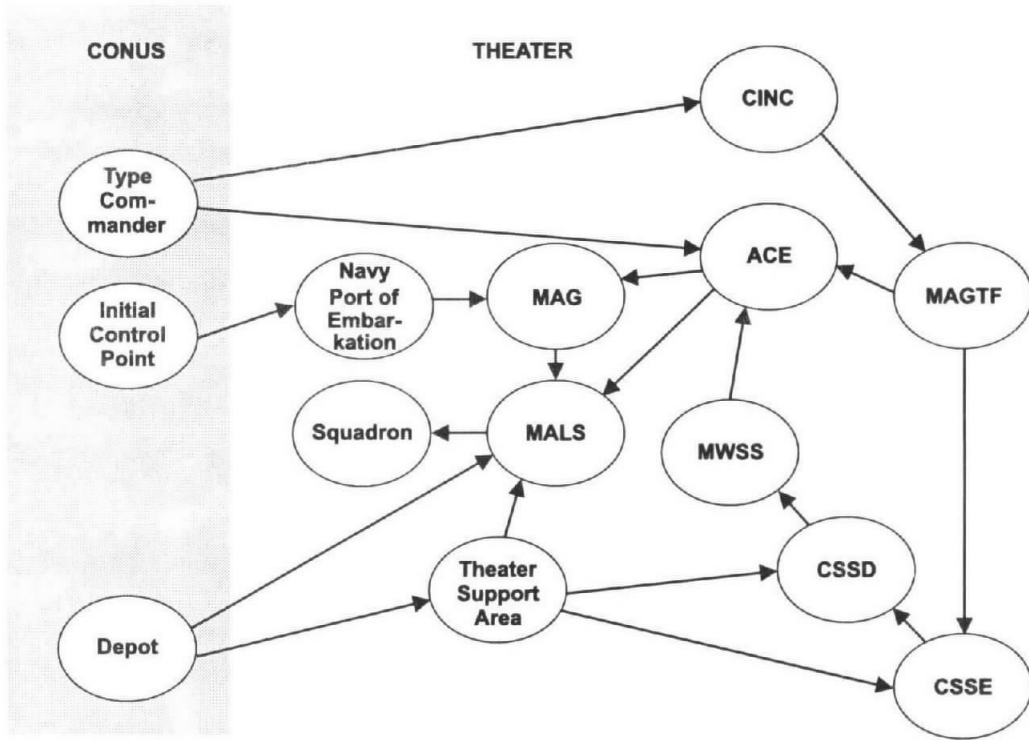 CONUS
THEATER
CINC
Type
Com-
mander
ACE
MAGTF
Navy
Port of
Embar-
kation
MAG
Initial
Control
Point
Squadron
MALS
MWSS
CSSD
Theater
Support
Area
Depot
CSSE